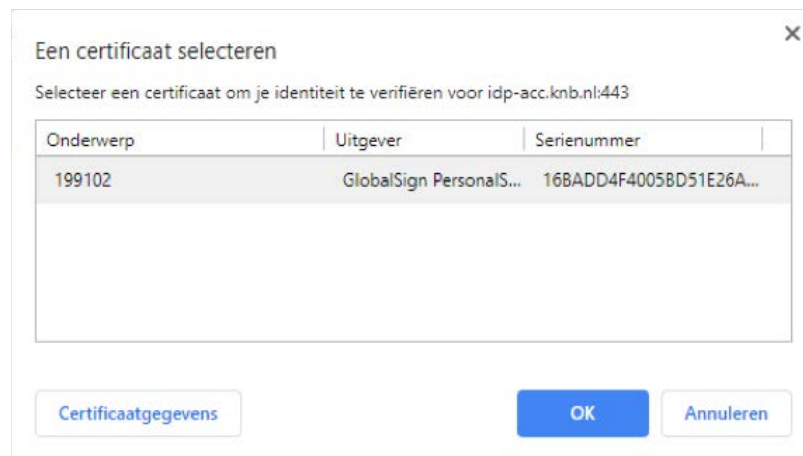 Een certificaat selecteren
Selecteer een certificaat om je identiteit te verifiëren voor idp-acc.knb.nl:443
Onderwerp Uitgever Serienummer
199102 GlobalSign PersonalS... 16BADD4F4005BD51E26A...
Certificaatgegevens OK Annuleren